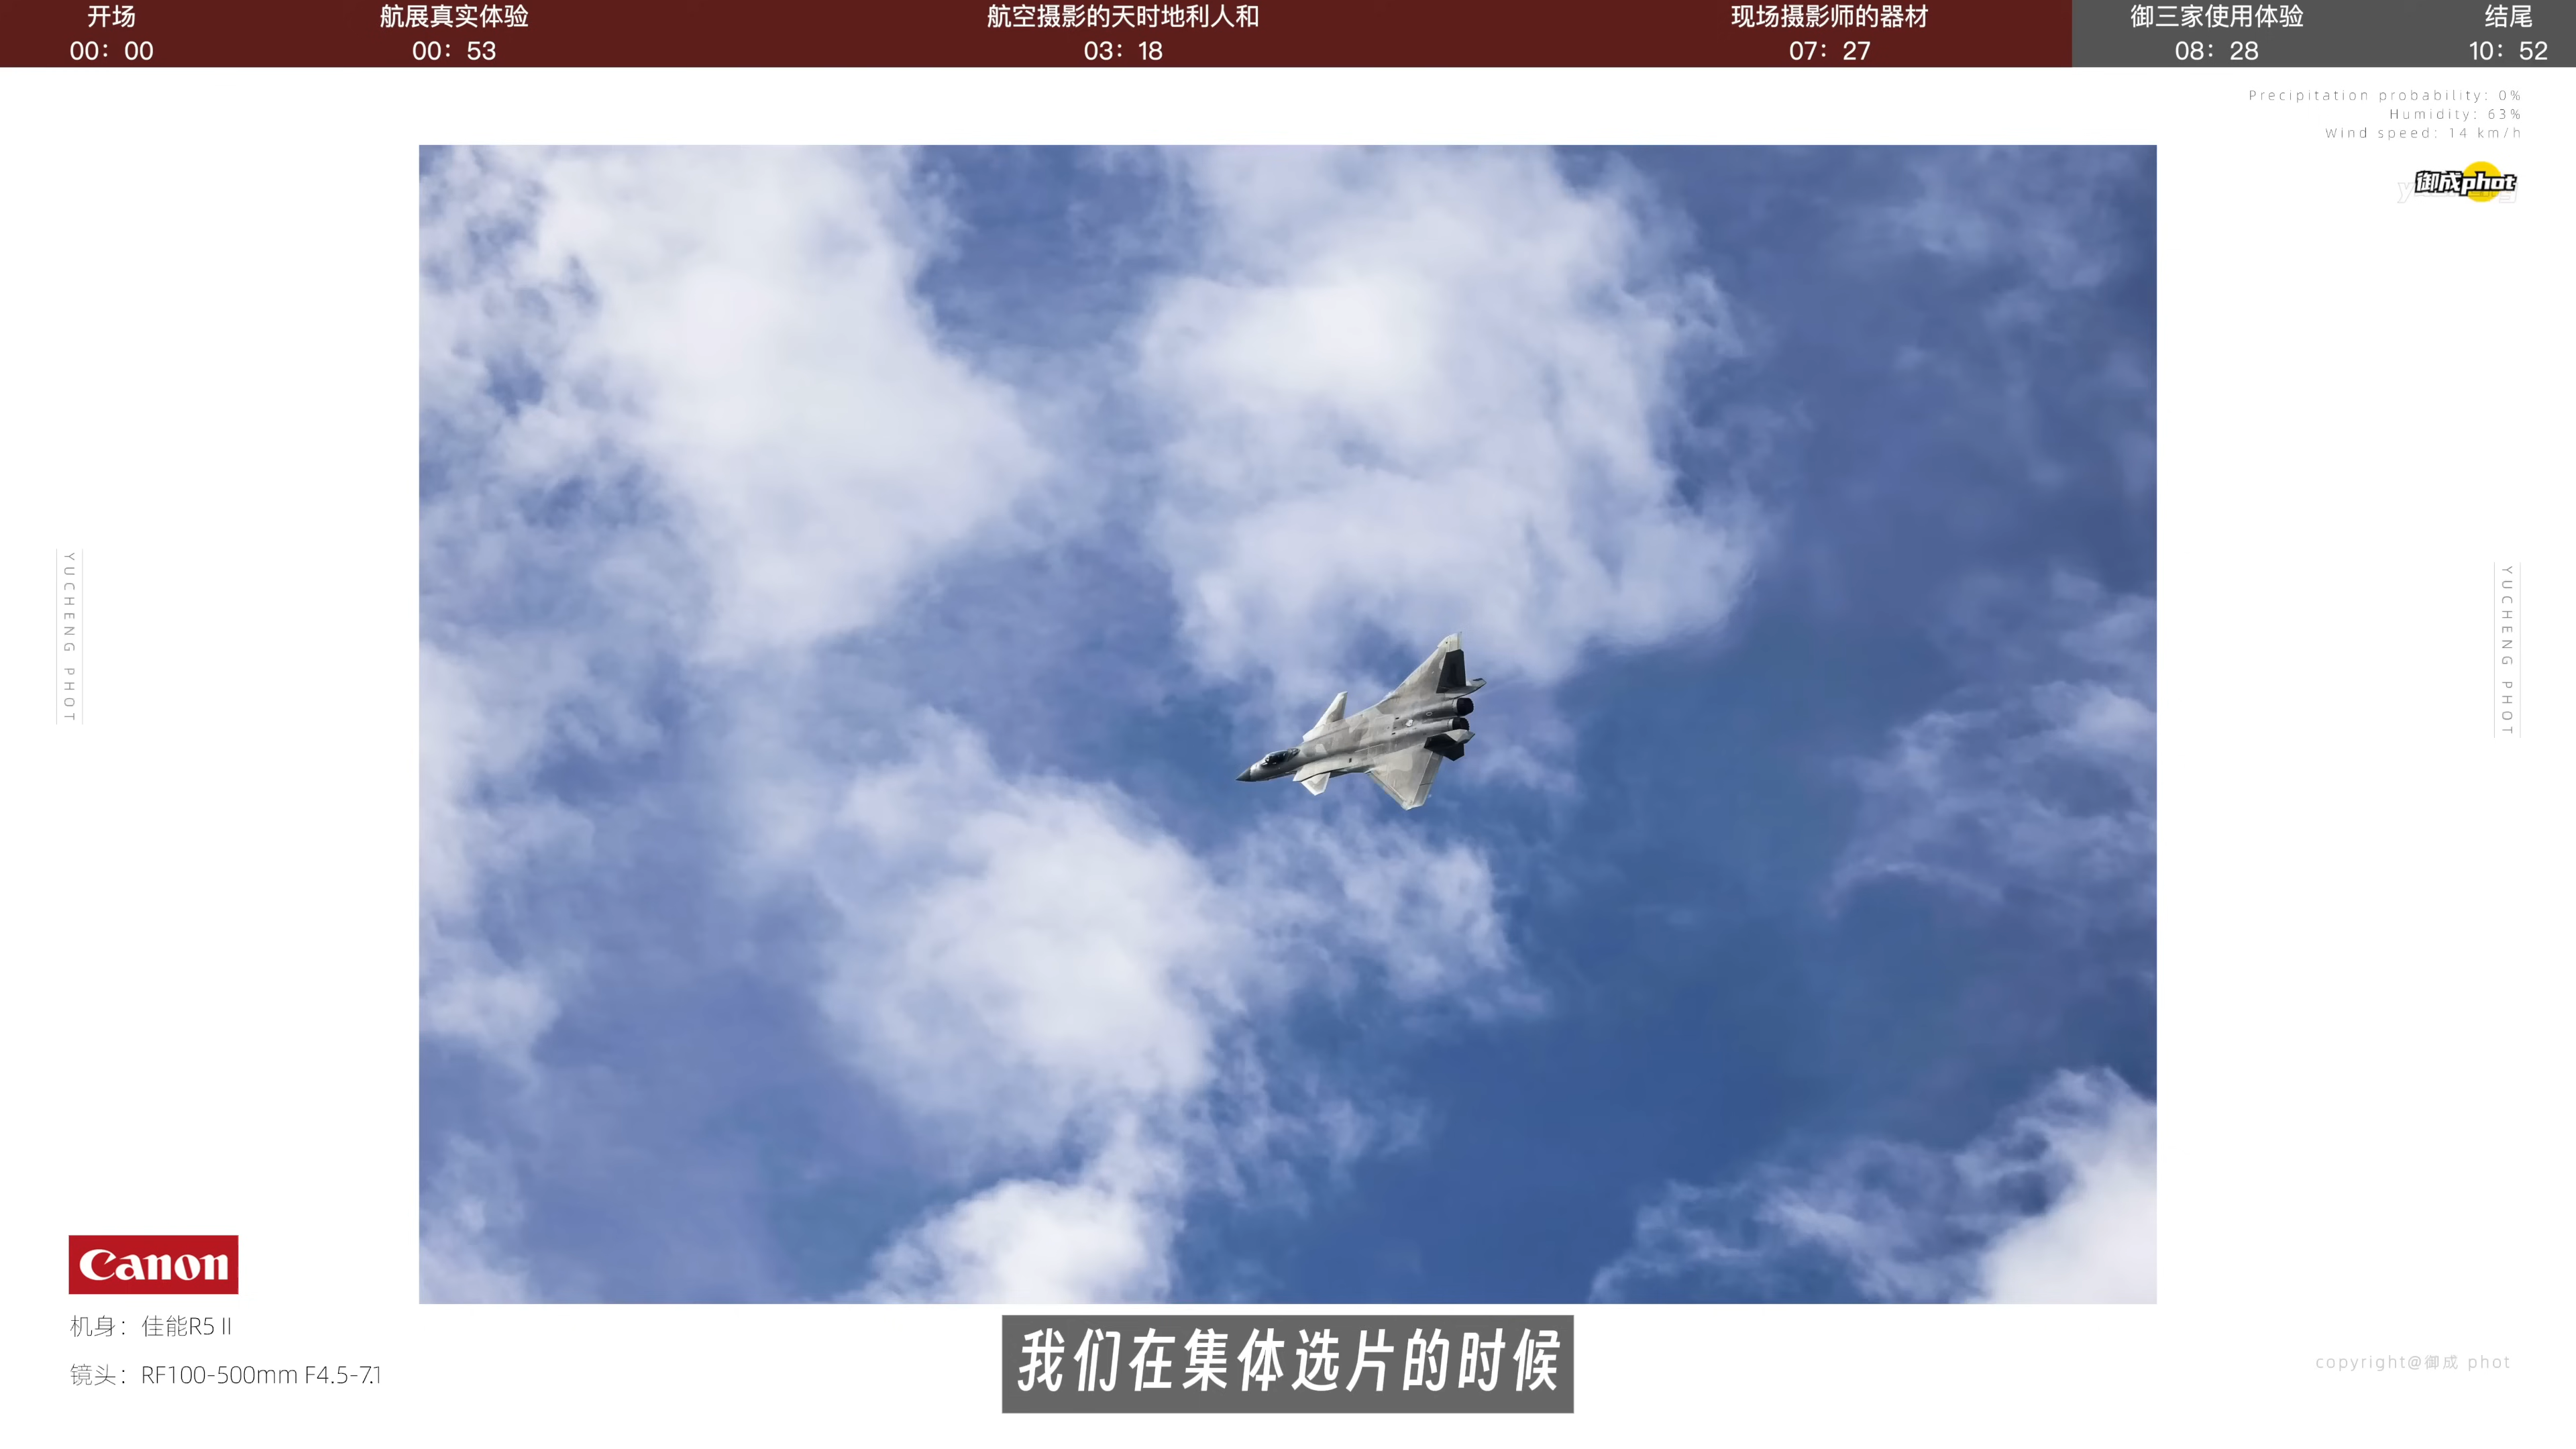 开场
00：00
航展真实体验
00：53
航空摄影的天时地利人和
03：18
现场摄影师的器材
07：27
御三家使用体验
08：28
结尾
10：52
Precipitation probability: 0%
Humidity: 63%
Wind speed: 14 km/h
御成phot
YUCHENG PHOT
YUCHENG PHOT
Canon
机身：佳能R5 II
镜头：RF100-500mm F4.5-7.1
我们在集体选片的时候
copyright@御成 phot